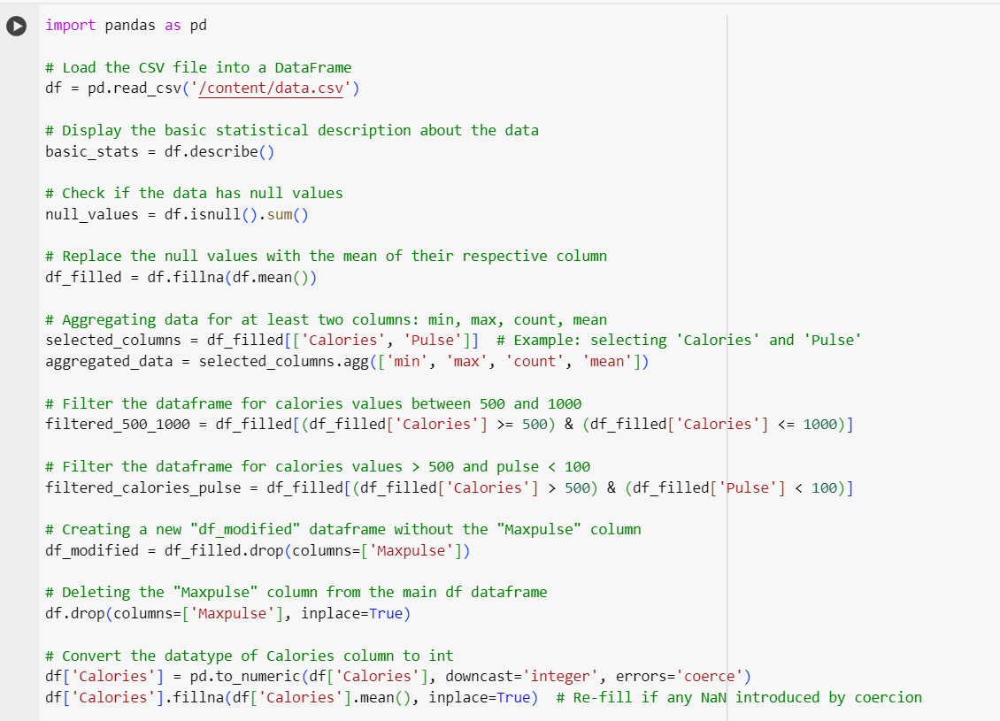 import pandas as pd
# Load the CSV file into a DataFrame
df = pd.read_csv('/content/data.csv')
# Display the basic statistical description about the data
basic_stats = df.describe()
# Check if the data has null values
null_values = df.isnull().sum()
# Replace the null values with the mean of their respective column
df_filled = df.fillna(df.mean())
# Aggregating data for at least two columns: min, max, count, mean
selected_columns = df_filled[['Calories', 'Pulse']]  # Example: selecting 'Calories' and 'Pulse'
aggregated_data = selected_columns.agg(['min', 'max', 'count', 'mean'])
# Filter the dataframe for calories values between 500 and 1000
filtered_500_1000 = df_filled[(df_filled['Calories'] >= 500) & (df_filled['Calories'] <= 1000)]
# Filter the dataframe for calories values > 500 and pulse < 100
filtered_calories_pulse = df_filled[(df_filled['Calories'] > 500) & (df_filled['Pulse'] < 100)]
# Creating a new "df_modified" dataframe without the "Maxpulse" column
df_modified = df_filled.drop(columns=['Maxpulse'])
# Deleting the "Maxpulse" column from the main df dataframe
df.drop(columns=['Maxpulse'], inplace=True)
# Convert the datatype of Calories column to int
df['Calories'] = pd.to_numeric(df['Calories'], downcast='integer', errors='coerce')
df['Calories'].fillna(df['Calories'].mean(), inplace=True)  # Re-fill if any NaN introduced by coercion